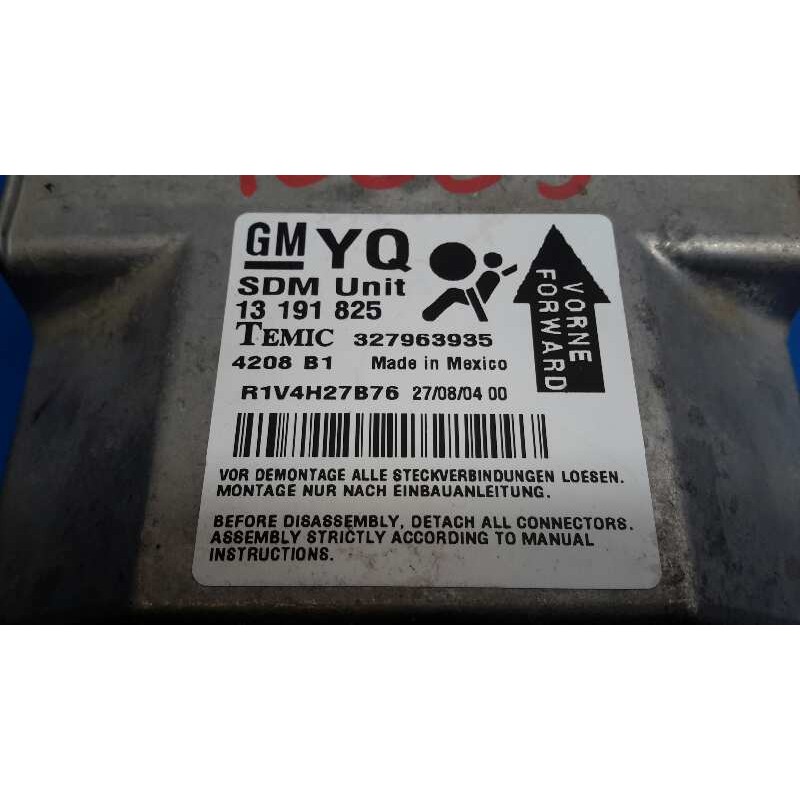 GM YQ
SDM Unit
13 191 825
TEMIC 327963935
4208 B1 Made in Mexico
R1V4H27B76 27/08/04 00
VORNE
FORWARD
VOR DEMONTAGE ALLE STECKVERBINDUNGEN LOESEN.
MONTAGE NUR NACH EINBAUANLEITUNG.
BEFORE DISASSEMBLY, DETACH ALL CONNECTORS.
ASSEMBLY STRICTLY ACCORDING TO MANUAL
INSTRUCTIONS.